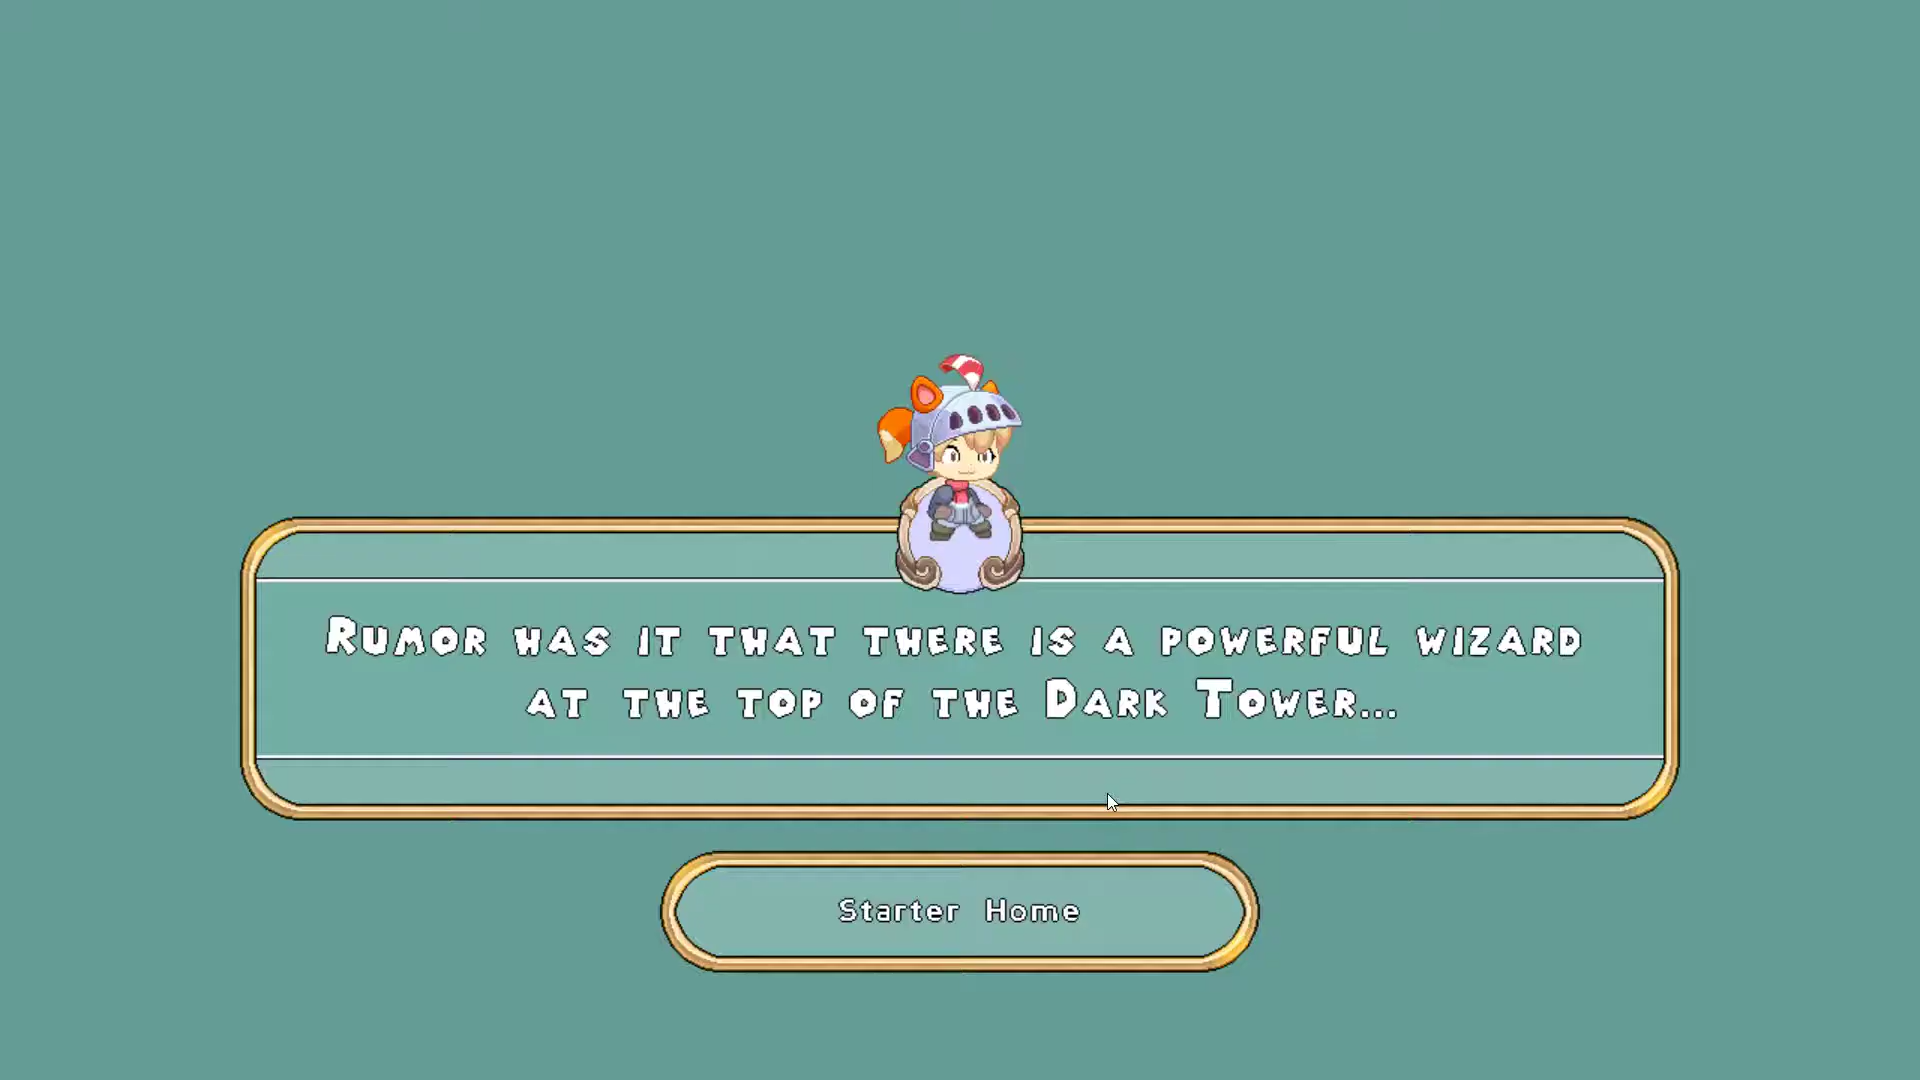 Rumor has it that there is a powerful wizard
at the top of the Dark Tower...
Starter Home